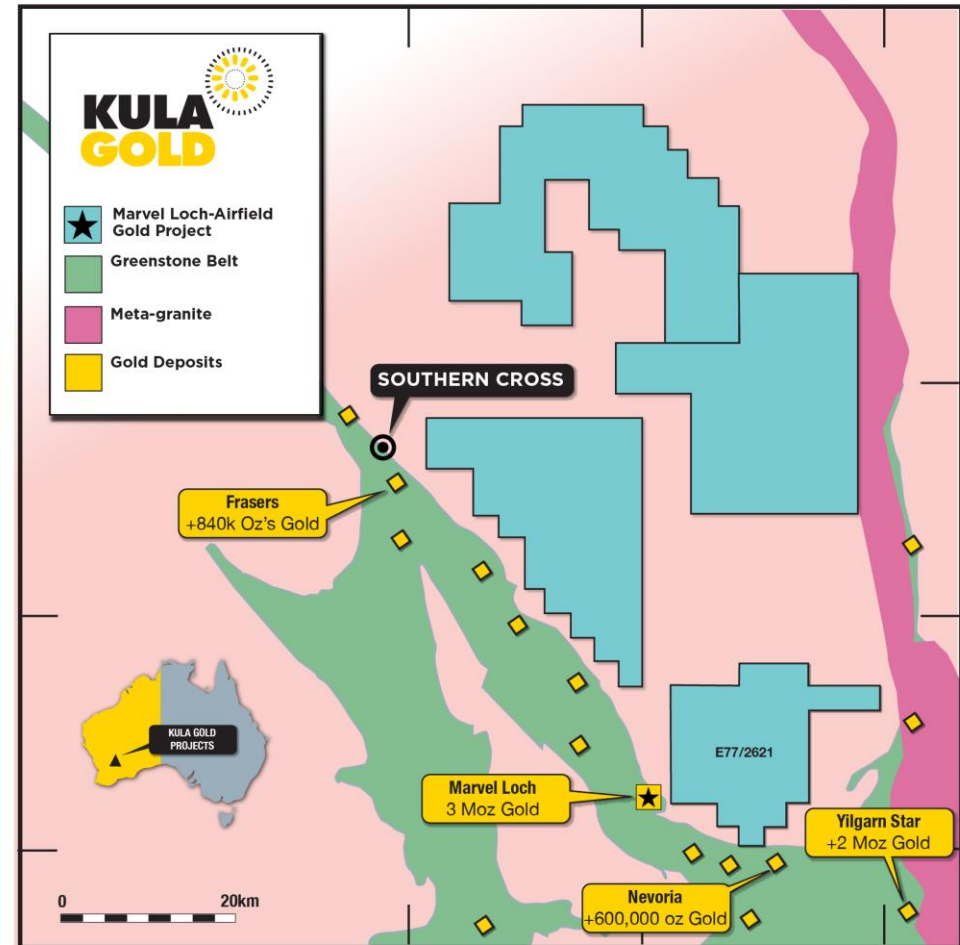 KULA
GOLD
Marvel Loch-Airfield
Gold Project
Greenstone Belt
Meta-granite
Gold Deposits
SOUTHERN CROSS
Frasers
+840k Oz's Gold
KULA GOLD
PROJECTS
E77/2621
Marvel Loch
3 Moz Gold
Yilgarn Star
+2 Moz Gold
Nevoria
+600,000 oz Gold
0 20km